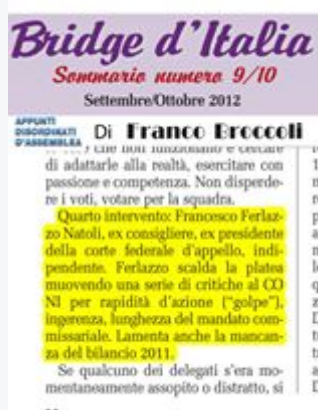 Bridge d'Italia
Sommario numero 9/10
Settembre/Ottobre 2012
APPUNTI
DISORDINATI
D'ASSEMBLEA
Di Franco Broccoli
che non funzionano e cercare
di adattarle alla realtà, esercitare con
passione e competenza. Non disperde-
re i voti, votare per la squadra.
Quarto intervento: Francesco Ferlaz-
zo Natoli, ex consigliere, ex presidente
della corte federale d'appello, indi-
pendente. Ferlazzo scalda la platea
muovendo una serie di critiche al CO
NI per rapidità d'azione ("golpe"),
ingerenza, lunghezza del mandato com-
missariale. Lamenta anche la mancan-
za del bilancio 2011.
Se qualcuno dei delegati s'era mo-
mentaneamente assopito o distratto, si